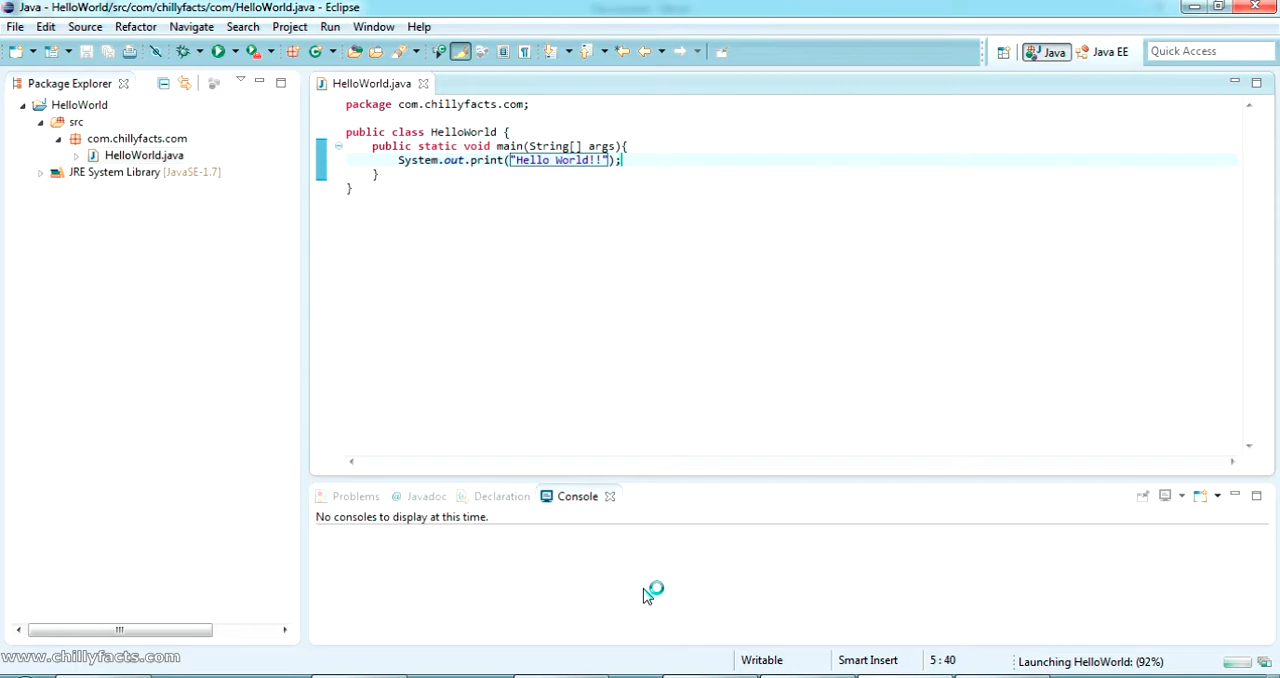 Java - HelloWorld/src/com/chillyfacts/com/HelloWorld.java - Eclipse
File Edit Source Refactor Navigate Search Project Run Window Help
Java Java EE Quick Access
Package Explorer
HelloWorld
src
com.chillyfacts.com
HelloWorld.java
JRE System Library [JavaSE-1.7]
HelloWorld.java
package com.chillyfacts.com;
public class HelloWorld {
public static void main(String[] args){
System.out.print("Hello World!!");
}
}
Problems @ Javadoc Declaration Console
No consoles to display at this time.
www.chillyfacts.com
Writable Smart Insert 5 : 40 Launching HelloWorld: (92%)